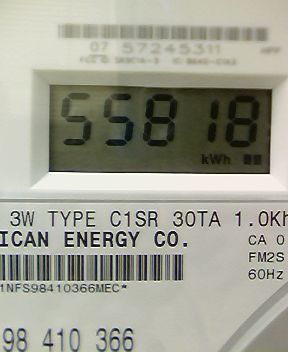 07 57245311
55818
kWh
3W TYPE C1SR 30TA 1.0Kh
ICAN ENERGY CO.
CA 0
FM2S
60Hz
1NFS98410366MEC*
98 410 366